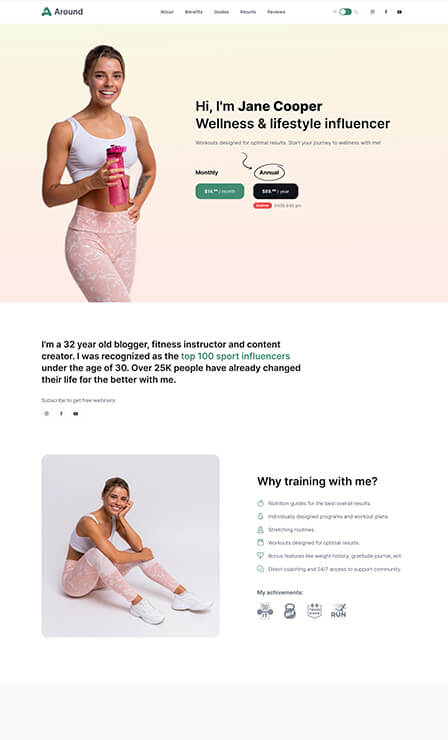 Around
About Benefits Guides Results Reviews
Hi, I'm Jane Cooper
Wellness & lifestyle influencer
Workouts designed for optimal results. Start your journey to wellness with me!
Monthly Annual
$14.⁹⁹ / month $89.⁹⁹ / year
I'm a 32 year old blogger, fitness instructor and content
creator. I was recognized as the top 100 sport influencers
under the age of 30. Over 25K people have already changed
their life for the better with me.
Subscribe to get free webinars
Why training with me?
Nutrition guides for the best overall results.
Individually designed programs and workout plans.
Stretching routines.
Workouts designed for optimal results.
Bonus features like weight history, gratitude journal, ect.
Direct coaching and 24/7 access to support community.
My achivements:
RUN